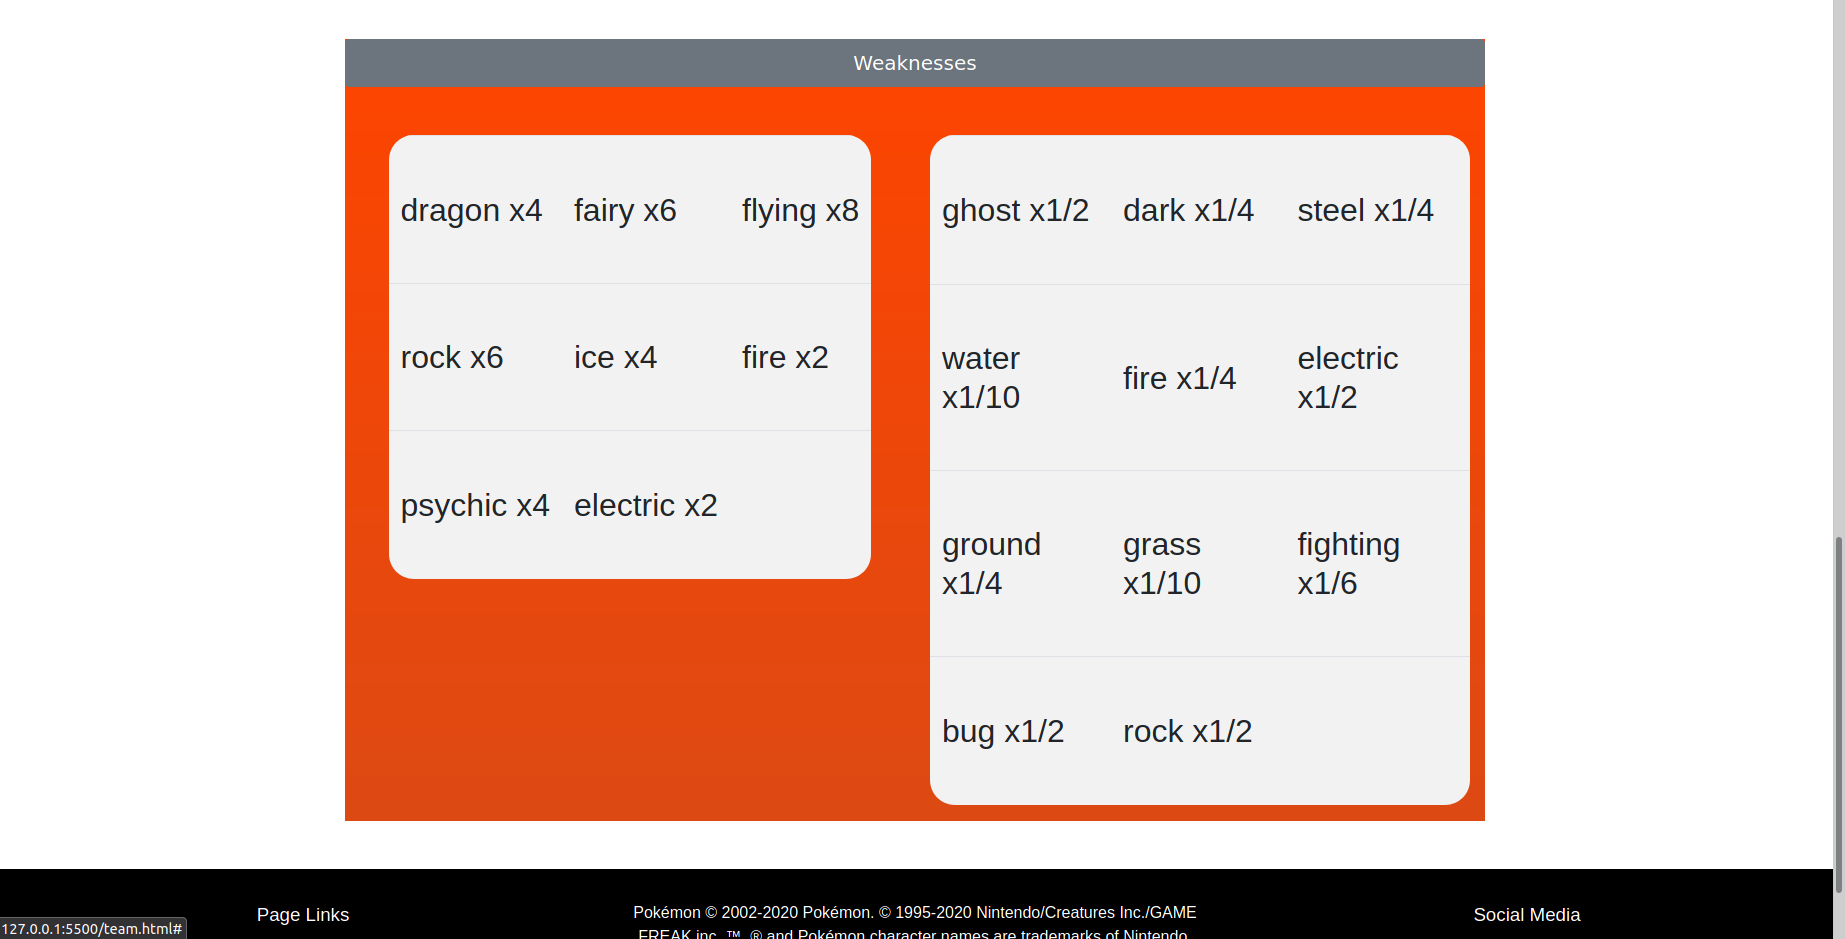 Weaknesses
dragon x4 fairy x6 flying x8
rock x6 ice x4 fire x2
psychic x4 electric x2
ghost x1/2 dark x1/4 steel x1/4
water
x1/10
fire x1/4
electric
x1/2
ground
x1/4
grass
x1/10
fighting
x1/6
bug x1/2 rock x1/2
Page Links
Pokémon © 2002-2020 Pokémon. © 1995-2020 Nintendo/Creatures Inc./GAME
FREAK inc. ™, ® and Pokémon character names are trademarks of Nintendo
Social Media
127.0.0.1:5500/team.html#